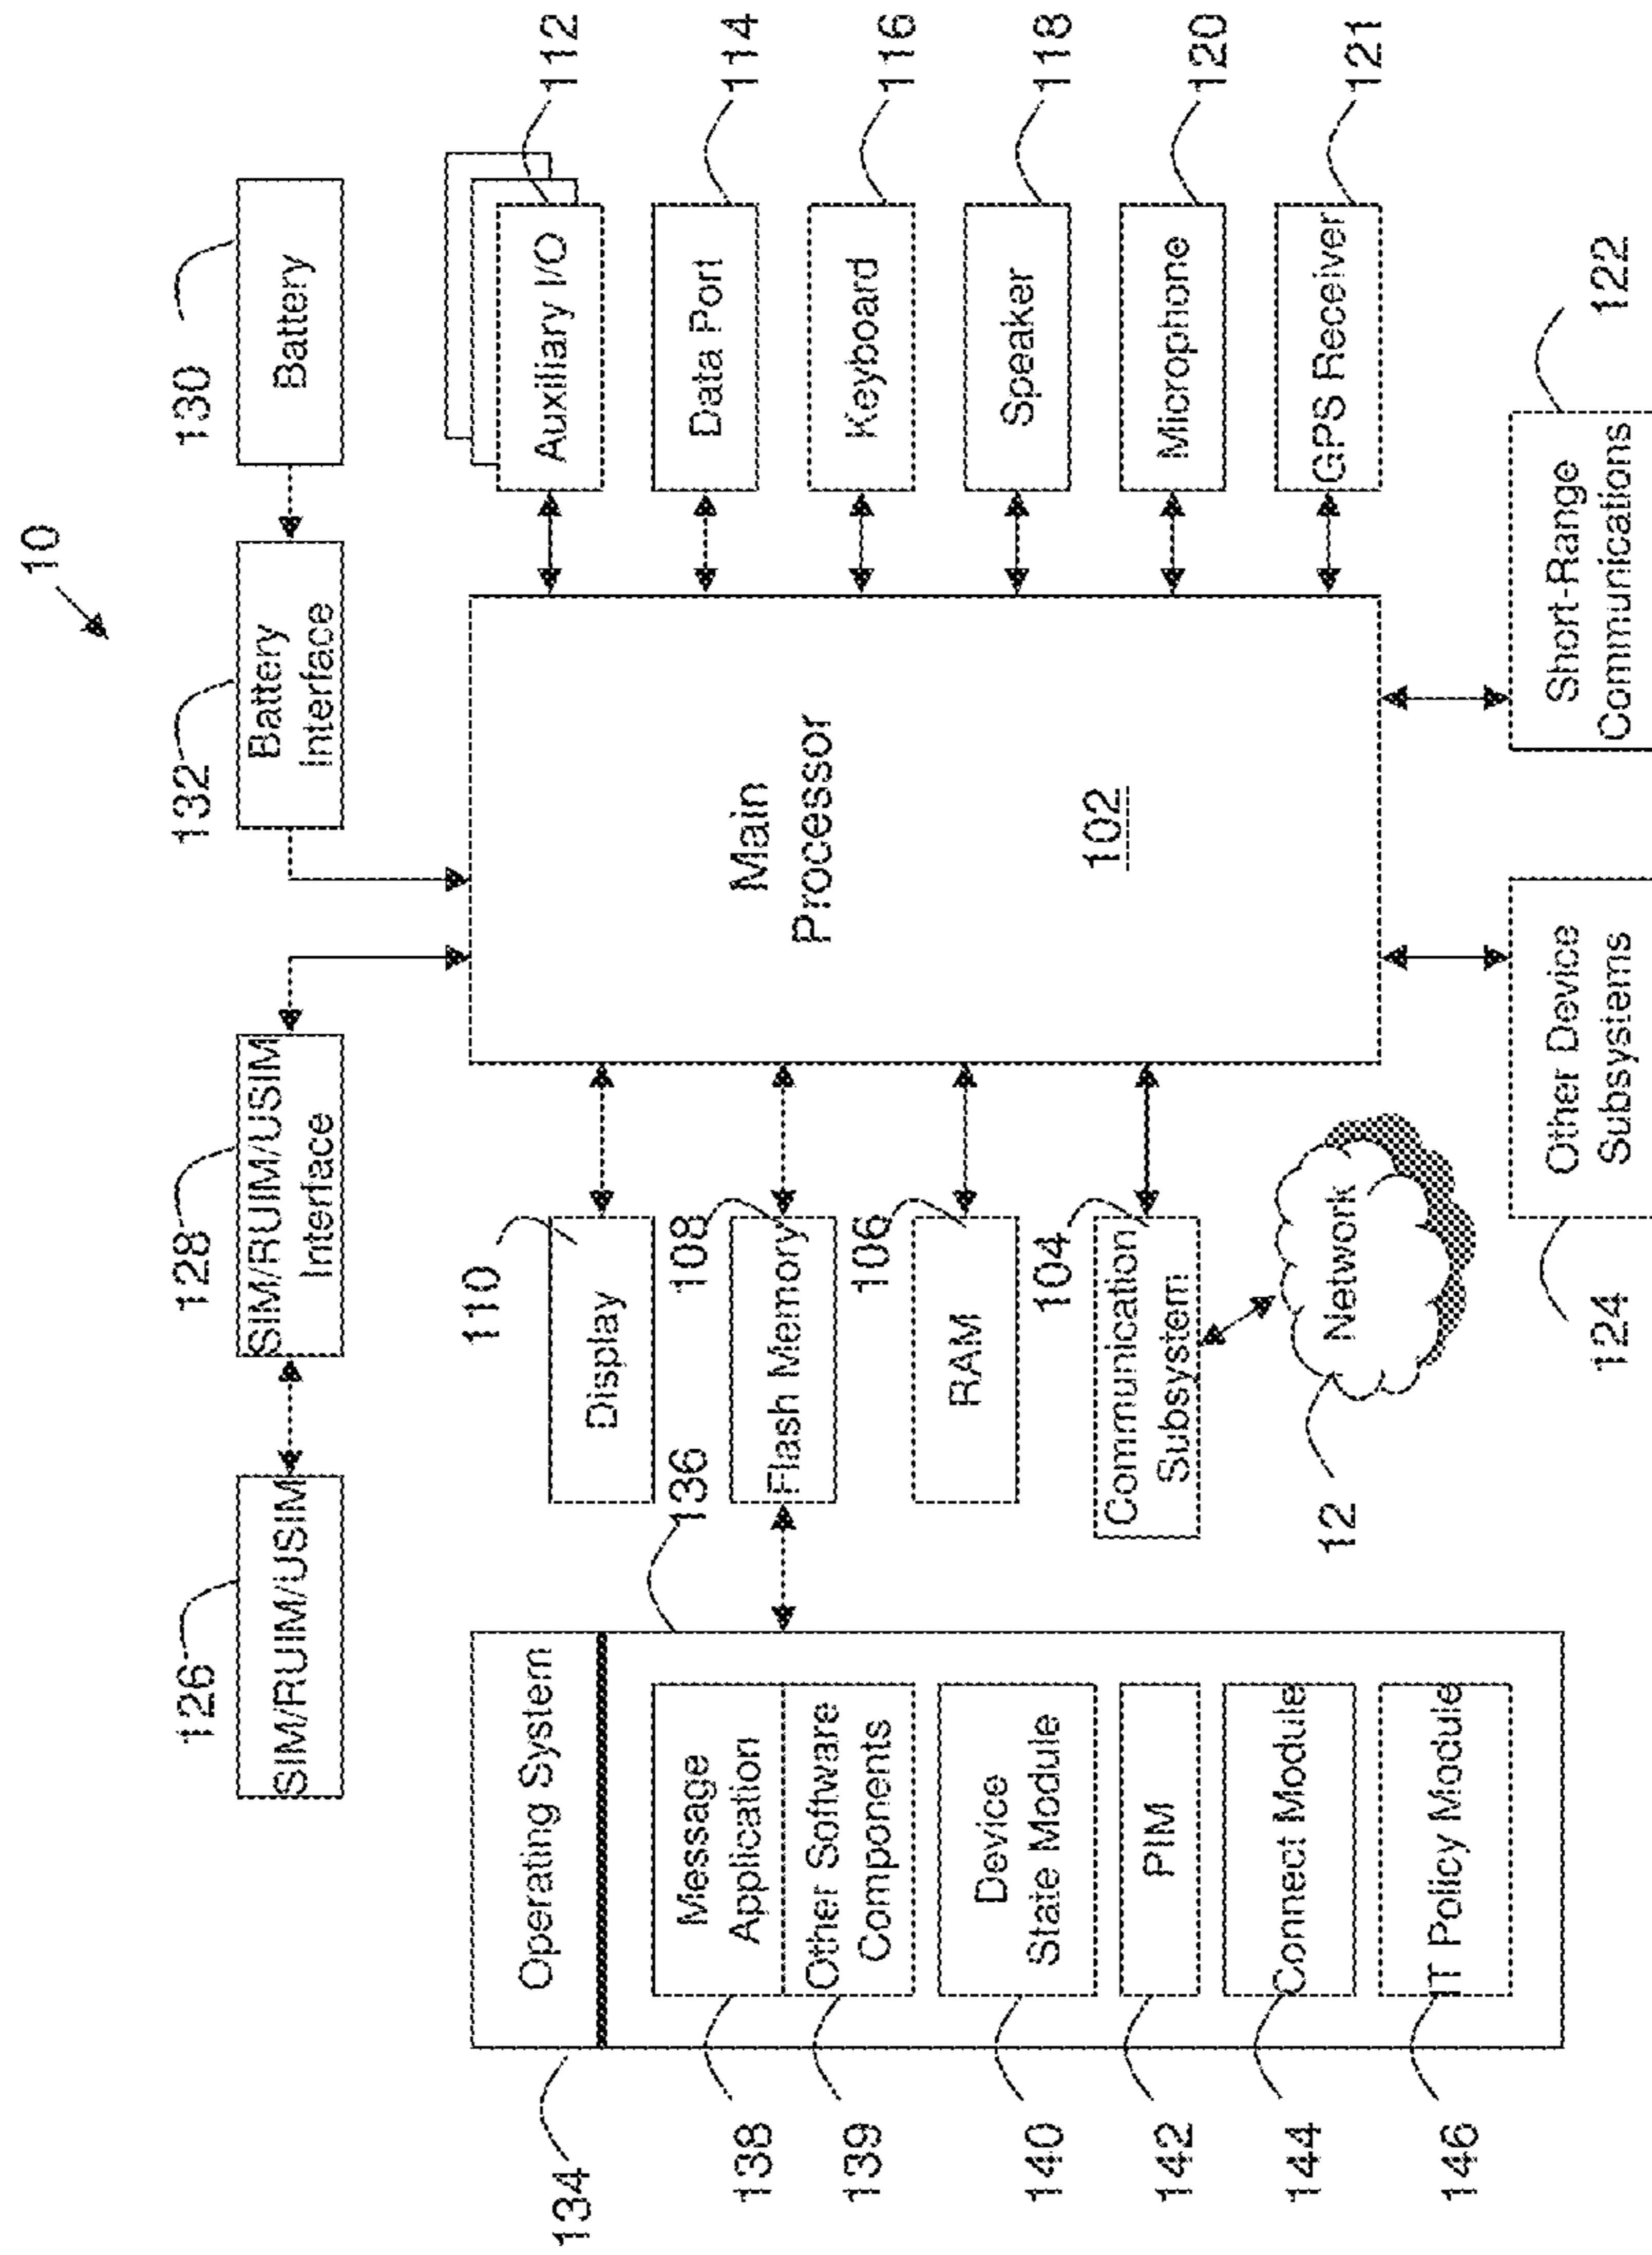 10
126
128
132
130
SIM/RUIM/USIM
SIM/RUIM/USIM
Interface
Battery
Interface
Battery
134
Operating System
136
138
Message
Application
139
Other Software
Components
140
Device
State Module
142
PIM
144
Connect Module
146
IT Policy Module
110
Display
108
Flash Memory
106
RAM
104
Communication
Subsystem
12
Network
Main
Processor
102
Auxiliary I/O
112
Data Port
114
Keyboard
116
Speaker
118
Microphone
120
GPS Receiver
121
124
Other Device
Subsystems
Short-Range
Communications
122